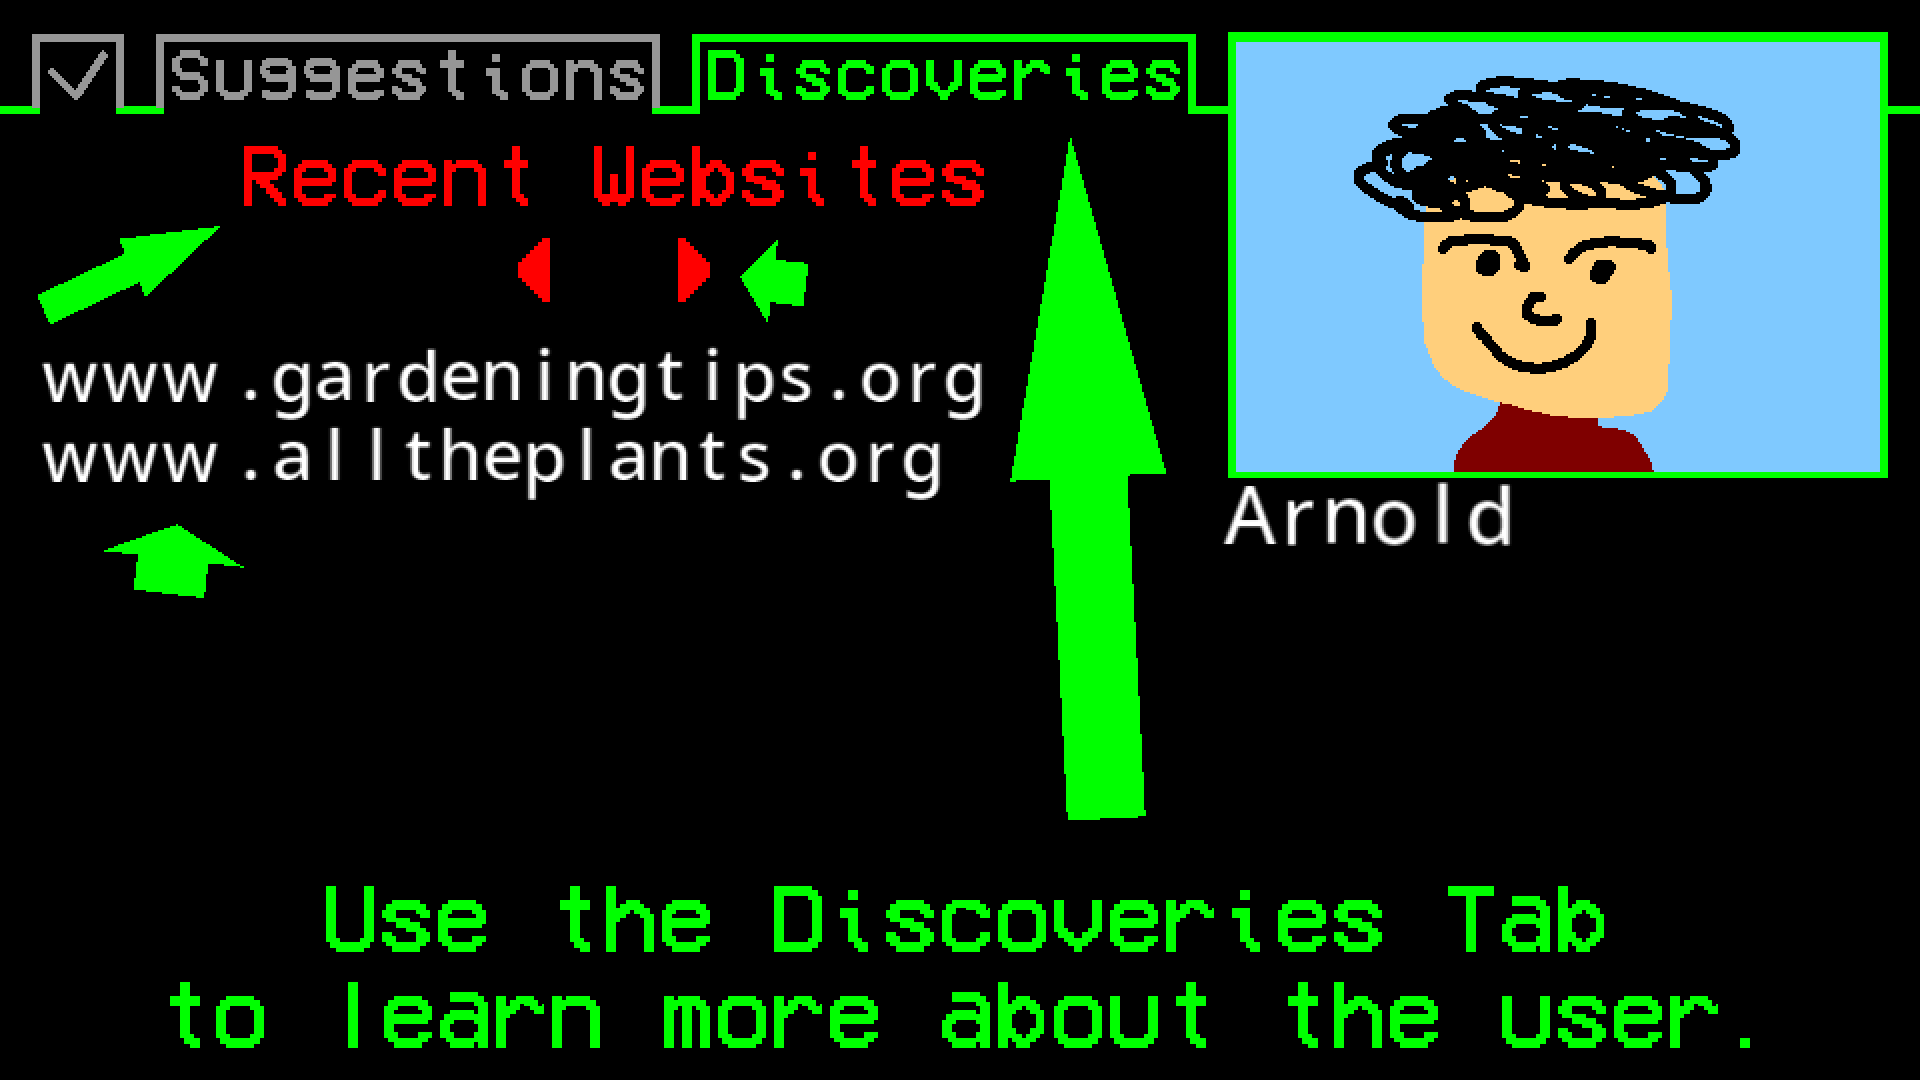 Suggestions Discoveries
Recent Websites
www.gardeningtips.org
www.alltheplants.org
Arnold
Use the Discoveries Tab
to learn more about the user.